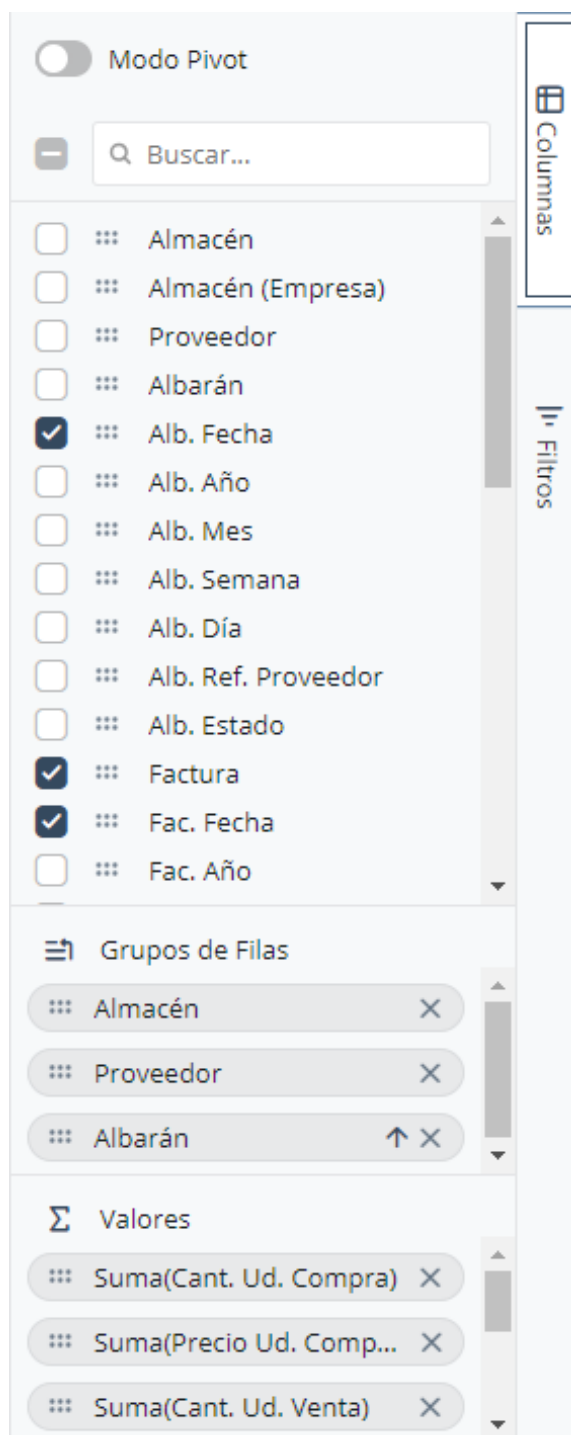 Modo Pivot
Buscar...
Almacén
Almacén (Empresa)
Proveedor
Albarán
Alb. Fecha
Alb. Año
Alb. Mes
Alb. Semana
Alb. Día
Alb. Ref. Proveedor
Alb. Estado
Factura
Fac. Fecha
Fac. Año
Grupos de Filas
Almacén
Proveedor
Albarán
Valores
Suma(Cant. Ud. Compra)
Suma(Precio Ud. Comp...
Suma(Cant. Ud. Venta)
Columnas
Filtros